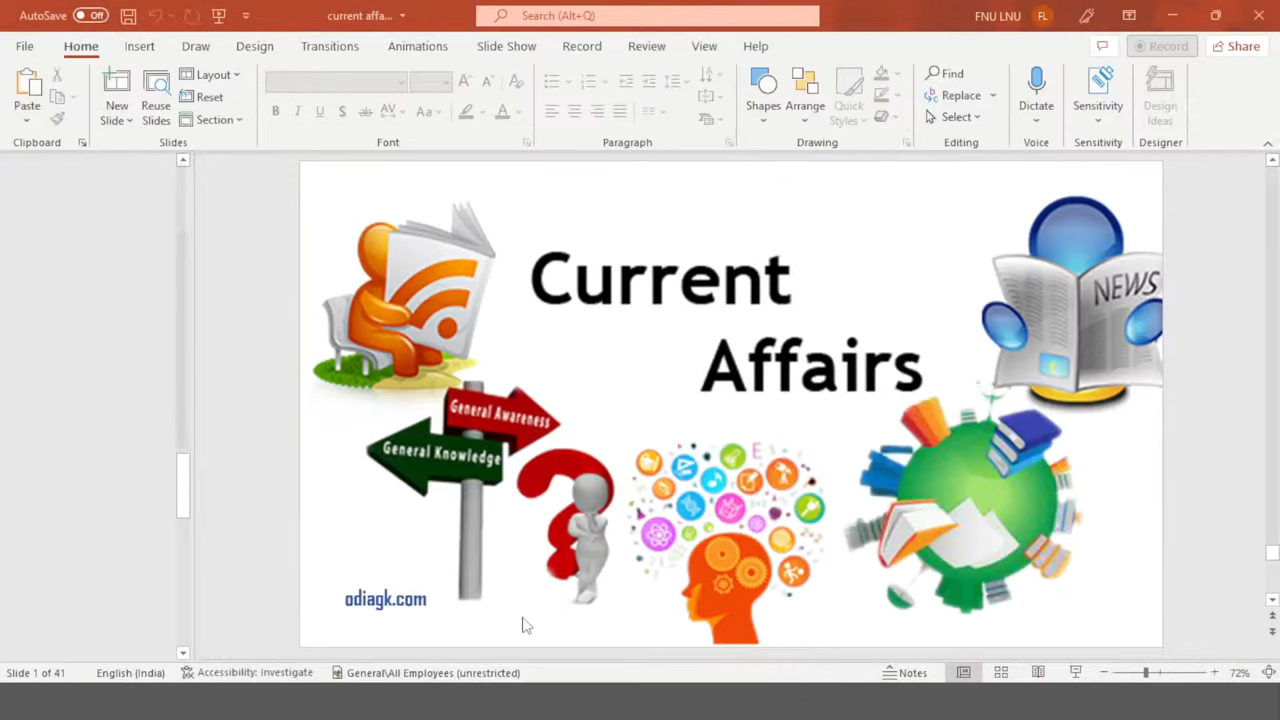 AutoSave Off current affa... Search (Alt+Q) FNU LNU FL
File Home Insert Draw Design Transitions Animations Slide Show Record Review View Help Record Share
Paste
New Slide
Reuse Slides
Layout
Reset
Section
B I U S ab AV Aa A
Shapes
Arrange
Quick Styles
Find
Replace
Select
Dictate
Sensitivity
Design Ideas
Clipboard Slides Font Paragraph Drawing Editing Voice Sensitivity Designer
Current
Affairs
NEWS
General Awareness
General Knowledge
E
odiagk.com
Slide 1 of 41 English (India) Accessibility: Investigate General\All Employees (unrestricted) Notes 72%